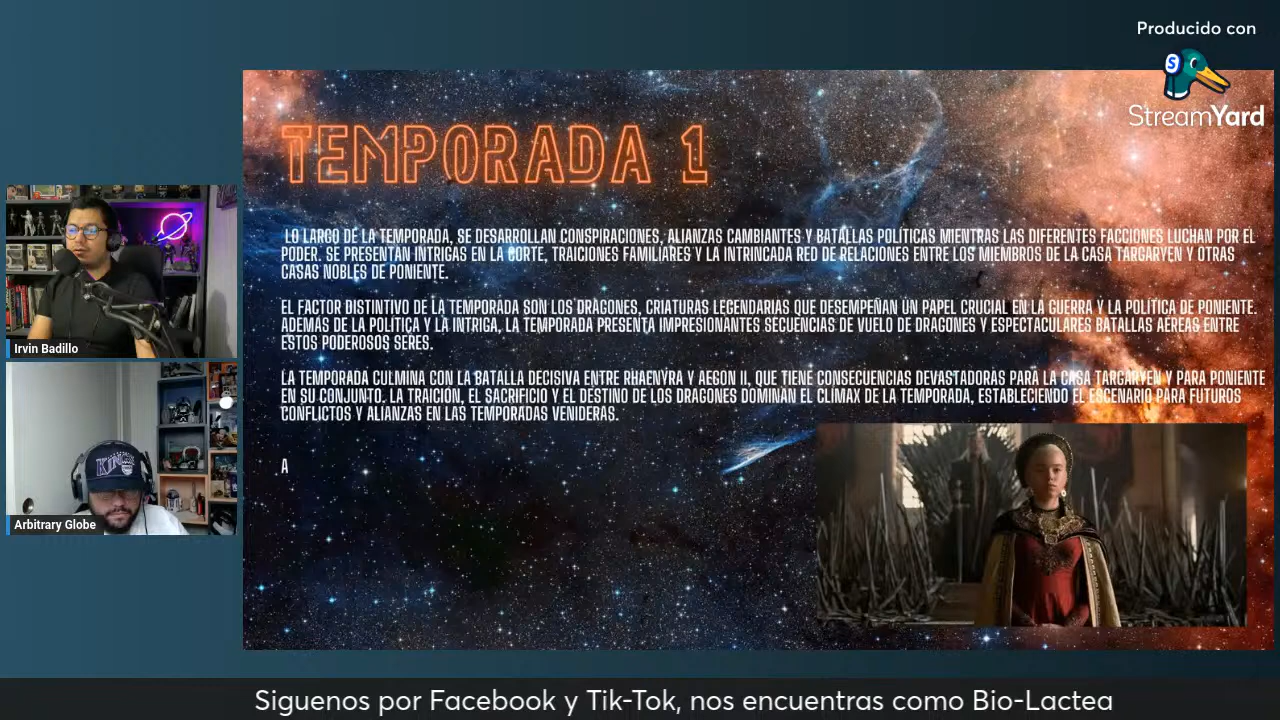 Producido con
S
StreamYard
TEMPORADA 1
LO LARGO DE LA TEMPORADA, SE DESARROLLAN CONSPIRACIONES, ALIANZAS CAMBIANTES Y BATALLAS POLÍTICAS MIENTRAS LAS DIFERENTES FACCIONES LUCHAN POR EL
PODER. SE PRESENTAN INTRIGAS EN LA CORTE, TRAICIONES FAMILIARES Y LA INTRINCADA RED DE RELACIONES ENTRE LOS MIEMBROS DE LA CASA TARGARYEN Y OTRAS
CASAS NOBLES DE PONIENTE.
EL FACTOR DISTINTIVO DE LA TEMPORADA SON LOS DRAGONES, CRIATURAS LEGENDARIAS QUE DESEMPEÑAN UN PAPEL CRUCIAL EN LA GUERRA Y LA POLÍTICA DE PONIENTE.
ADEMÁS DE LA POLÍTICA Y LA INTRIGA, LA TEMPORADA PRESENTA IMPRESIONANTES SECUENCIAS DE VUELO DE DRAGONES Y ESPECTACULARES BATALLAS AÉREAS ENTRE
ESTOS PODEROSOS SERES.
LA TEMPORADA CULMINA CON LA BATALLA DECISIVA ENTRE RHAENYRA Y AEGON II, QUE TIENE CONSECUENCIAS DEVASTADORAS PARA LA CASA TARGARYEN Y PARA PONIENTE
EN SU CONJUNTO. LA TRAICIÓN, EL SACRIFICIO Y EL DESTINO DE LOS DRAGONES DOMINAN EL CLÍMAX DE LA TEMPORADA, ESTABLECIENDO EL ESCENARIO PARA FUTUROS
CONFLICTOS Y ALIANZAS EN LAS TEMPORADAS VENIDERAS.
A
Irvin Badillo
KINGS
Arbitrary Globe
Siguenos por Facebook y Tik-Tok, nos encuentras como Bio-Lactea